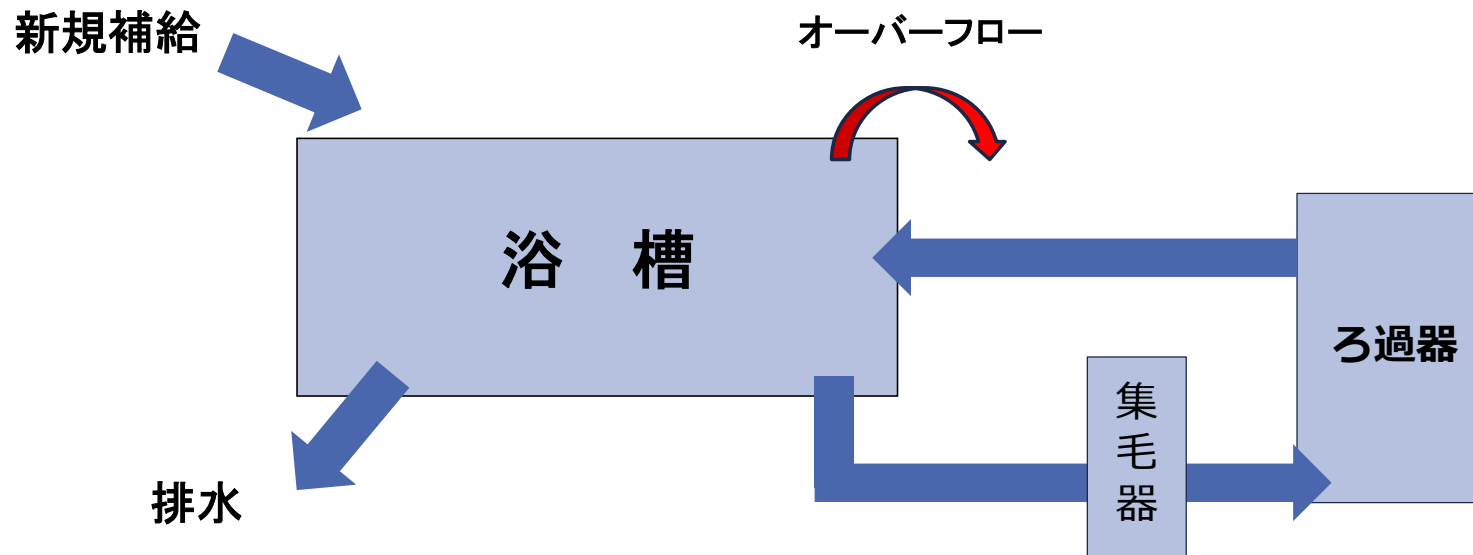 新規補給
オーバーフロー
浴　槽
ろ過器
集毛器
排水